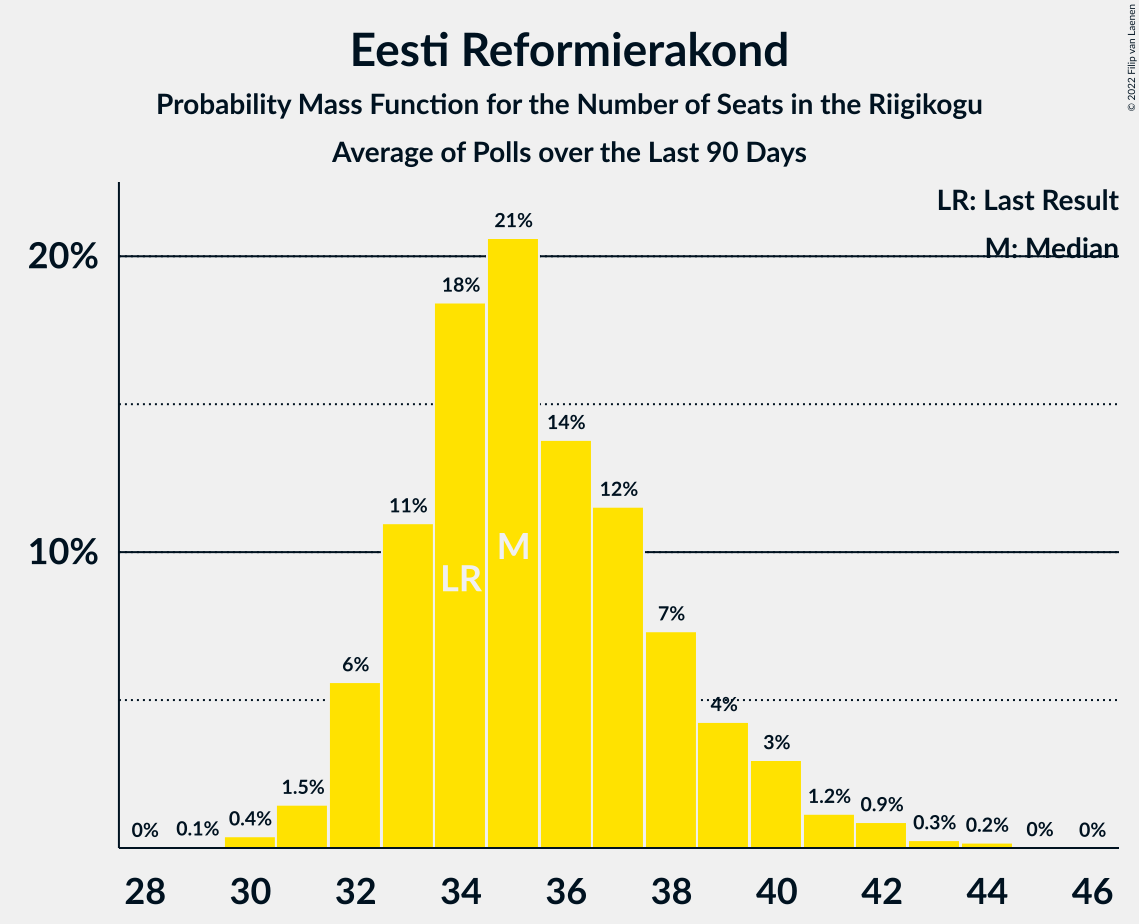 Eesti Reformierakond
Probability Mass Function for the Number of Seats in the Riigikogu
Average of Polls over the Last 90 Days
© 2022 Filip van Laenen
LR: Last Result
M: Median
20%
10%
0%
0.1%
0.4%
1.5%
6%
11%
18%
21%
14%
12%
7%
4%
3%
1.2%
0.9%
0.3%
0.2%
0%
0%
LR
M
28 30 32 34 36 38 40 42 44 46